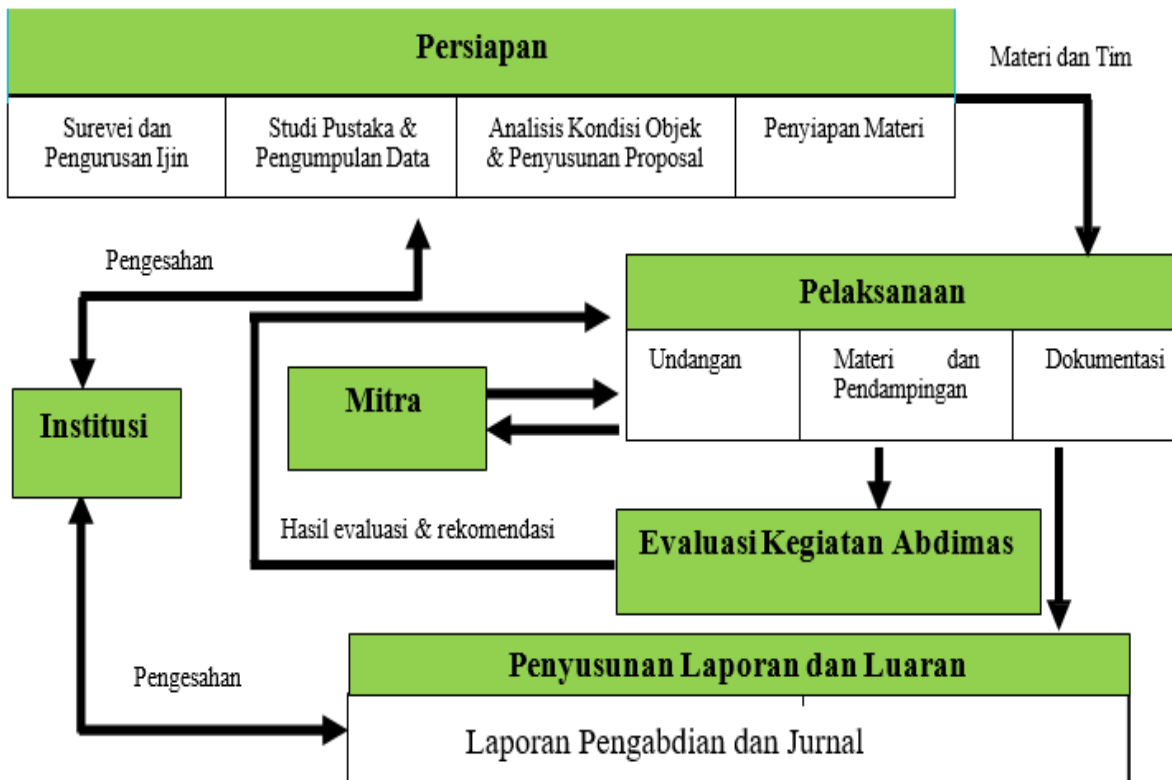 Persiapan
Materi dan Tim
Surevei dan
Pengurusan Ijin
Studi Pustaka &
Pengumpulan Data
Analisis Kondisi Objek
& Penyusunan Proposal
Penyiapan Materi
Pengesahan
Pelaksanaan
Undangan
Materi dan
Pendampingan
Dokumentasi
Mitra
Institusi
Hasil evaluasi & rekomendasi
Evaluasi Kegiatan Abdimas
Pengesahan
Penyusunan Laporan dan Luaran
Laporan Pengabdian dan Jurnal